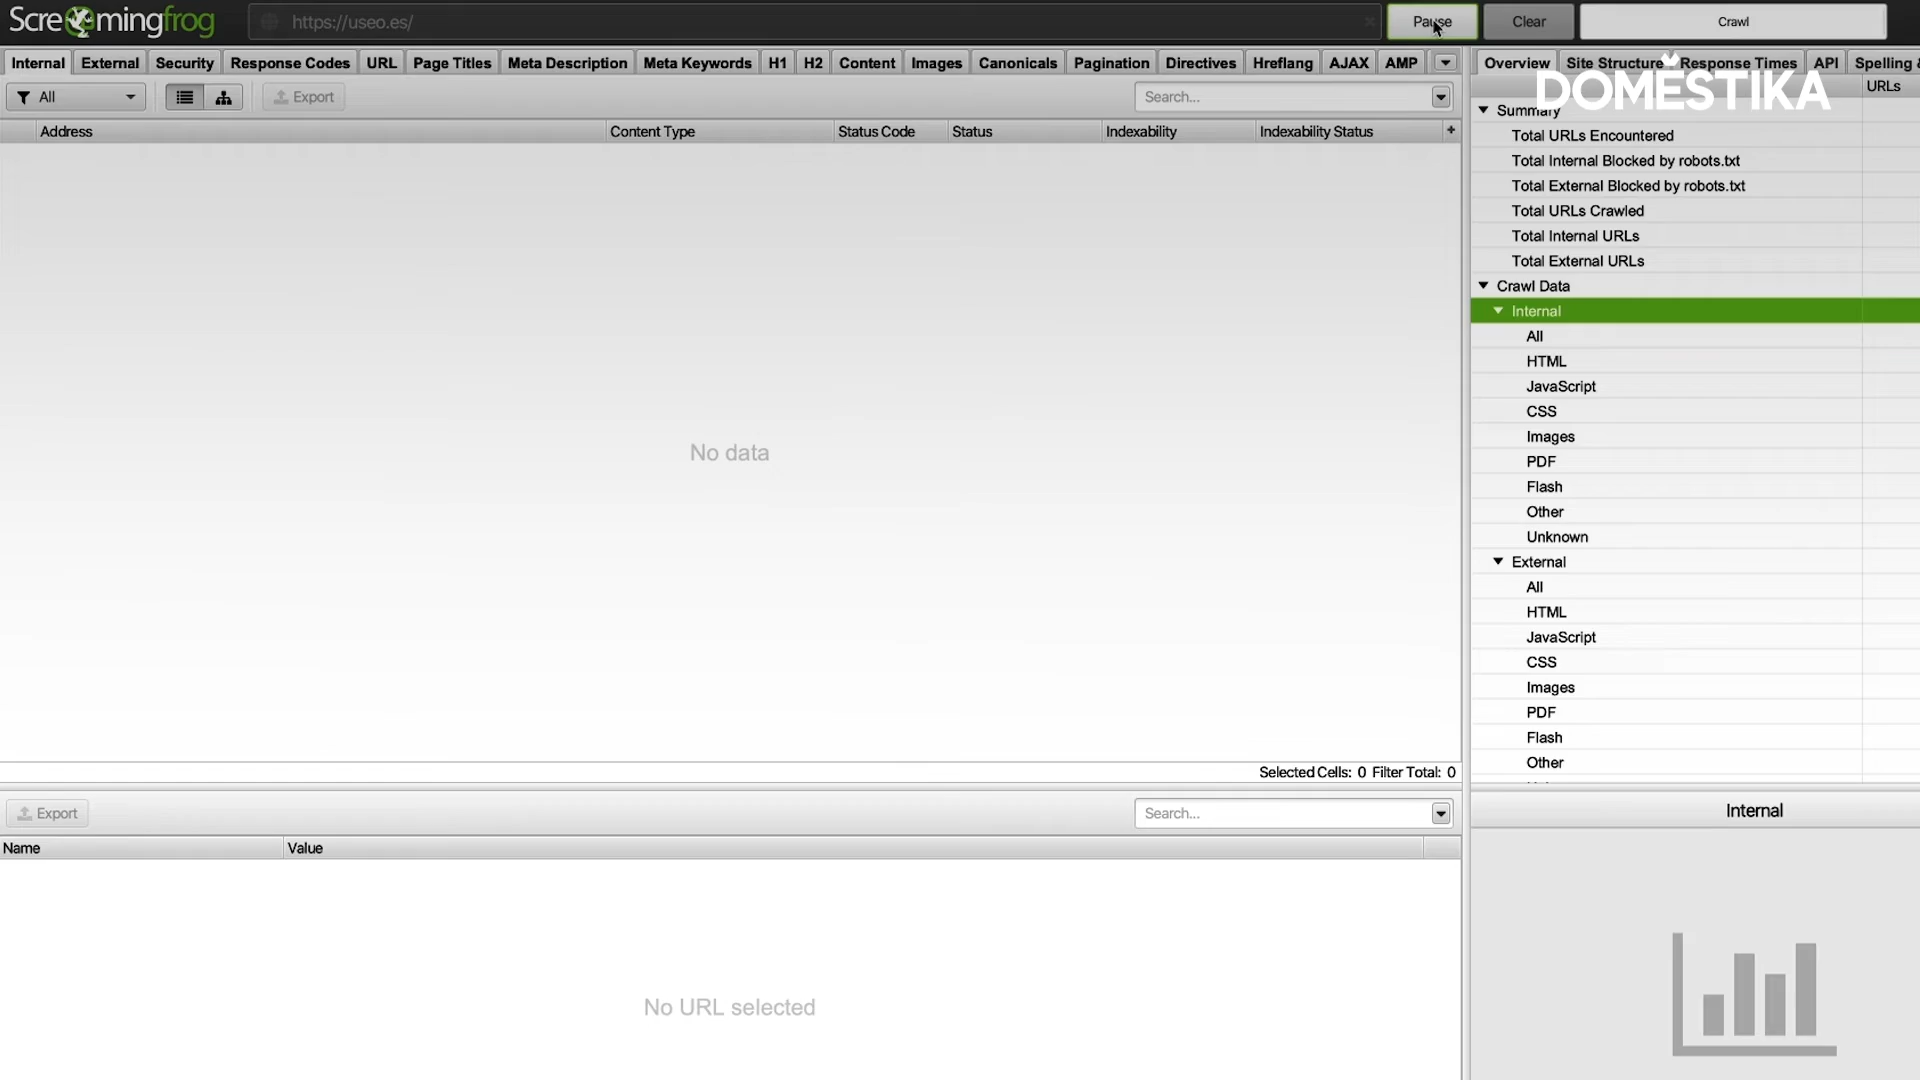 Screamingfrog
https://useo.es/
Pause
Clear
Crawl
Internal
External
Security
Response Codes
URL
Page Titles
Meta Description
Meta Keywords
H1
H2
Content
Images
Canonicals
Pagination
Directives
Hreflang
AJAX
AMP
Overview
Site Structure
Response Times
API
Spelling &
All
Export
Search...
DOMESTIKA
URLs
Address
Content Type
Status Code
Status
Indexability
Indexability Status
+
Summary
Total URLs Encountered
Total Internal Blocked by robots.txt
Total External Blocked by robots.txt
Total URLs Crawled
Total Internal URLs
Total External URLs
Crawl Data
Internal
All
HTML
JavaScript
CSS
Images
PDF
Flash
Other
Unknown
External
All
HTML
JavaScript
CSS
Images
PDF
Flash
Other
No data
Selected Cells: 0 Filter Total: 0
Export
Search...
Internal
Name
Value
No URL selected